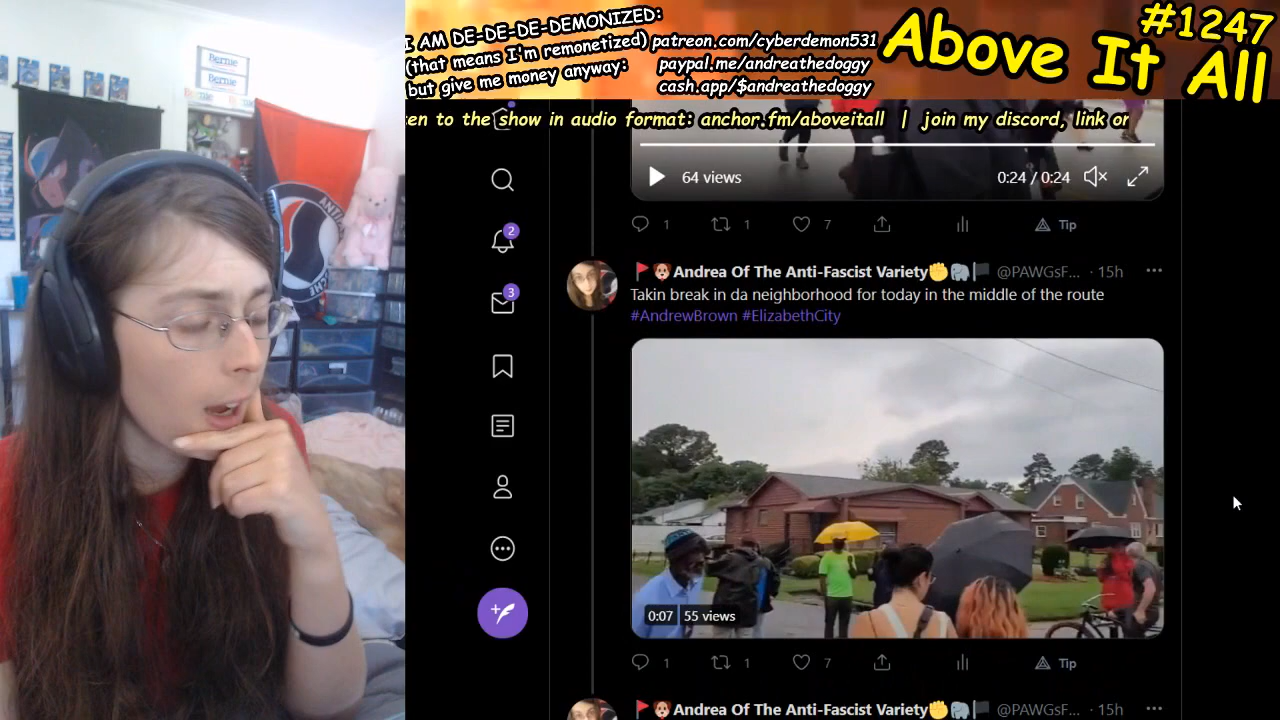 I AM DE-DE-DE-DEMONIZED:
(that means I'm remonetized)
but give me money anyway:
patreon.com/cyberdemon531
paypal.me/andreathedoggy
cash.app/$andreathedoggy
Above It All
#1247
ten to the show in audio format: anchor.fm/aboveitall | join my discord, link or
Bernie
Bernie
64 views
0:24 / 0:24
1
1
7
Tip
2
3
Andrea Of The Anti-Fascist Variety @PAWGsF... · 15h
Takin break in da neighborhood for today in the middle of the route
#AndrewBrown #ElizabethCity
0:07 55 views
1
1
7
Tip
Andrea Of The Anti-Fascist Variety @PAWGsF... · 15h